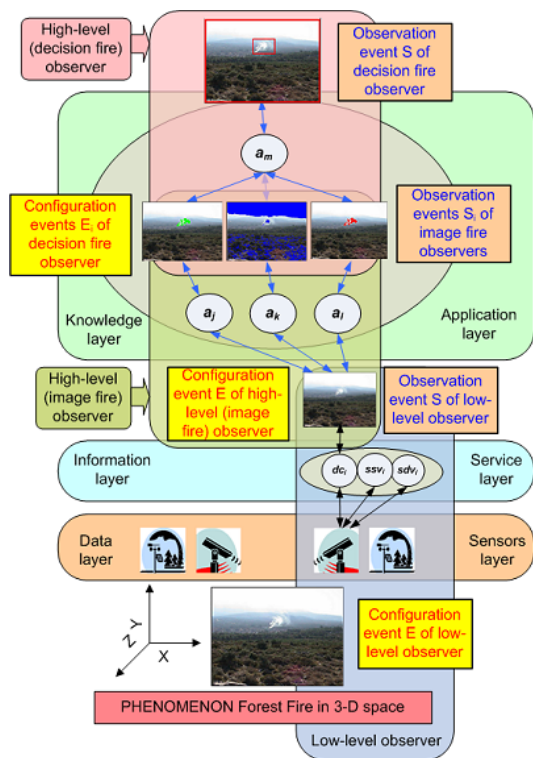 High-level
(decision fire)
observer
Observation
event S of
decision fire
observer
a_m
Configuration
events E_i of
decision fire
observer
Observation
events S_i of
image fire
observers
a_j
a_k
a_l
Knowledge
layer
Application
layer
High-level
(image fire)
observer
Configuration
event E of high-
level (image
fire) observer
Observation
event S of low-
level observer
Information
layer
dc_i
ssv_i
sdv_i
Service
layer
Data
layer
Sensors
layer
Z
Y
X
Configuration
event E of low-
level observer
PHENOMENON Forest Fire in 3-D space
Low-level observer